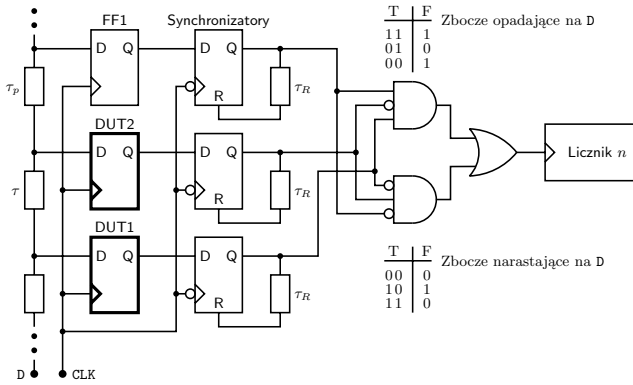 FF1 Synchronizatory
T F
11 1
01 0
00 1
Zbocze opadające na D
D Q
D Q
R
τp
τR
DUT2
D Q
D Q
R
τ
τR
Licznik n
DUT1
D Q
D Q
R
τR
T F
00 0
10 1
11 0
Zbocze narastające na D
D CLK